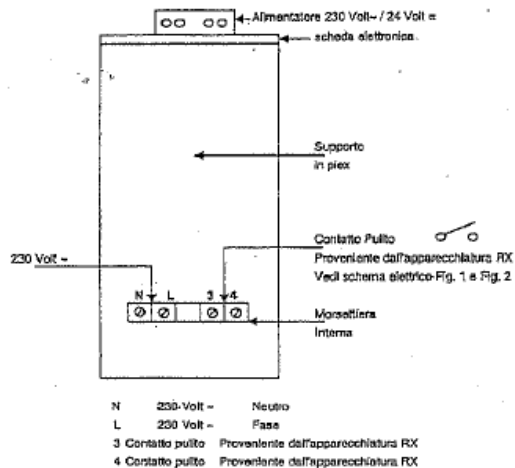 Alimentatore 230 Volt~ / 24 Volt =
scheda elettronica
Supporto
in plex
Contatto Pulito
Proveniente dall'apparecchiatura RX
Vedi schema elettrico Fig. 1 e Fig. 2
230 Volt ~
N L 3 4
Morsettiera
Interna
N 230 Volt ~ Neutro
L 230 Volt ~ Fase
3 Contatto pulito Proveniente dall'apparecchiatura RX
4 Contatto pulito Proveniente dall'apparecchiatura RX